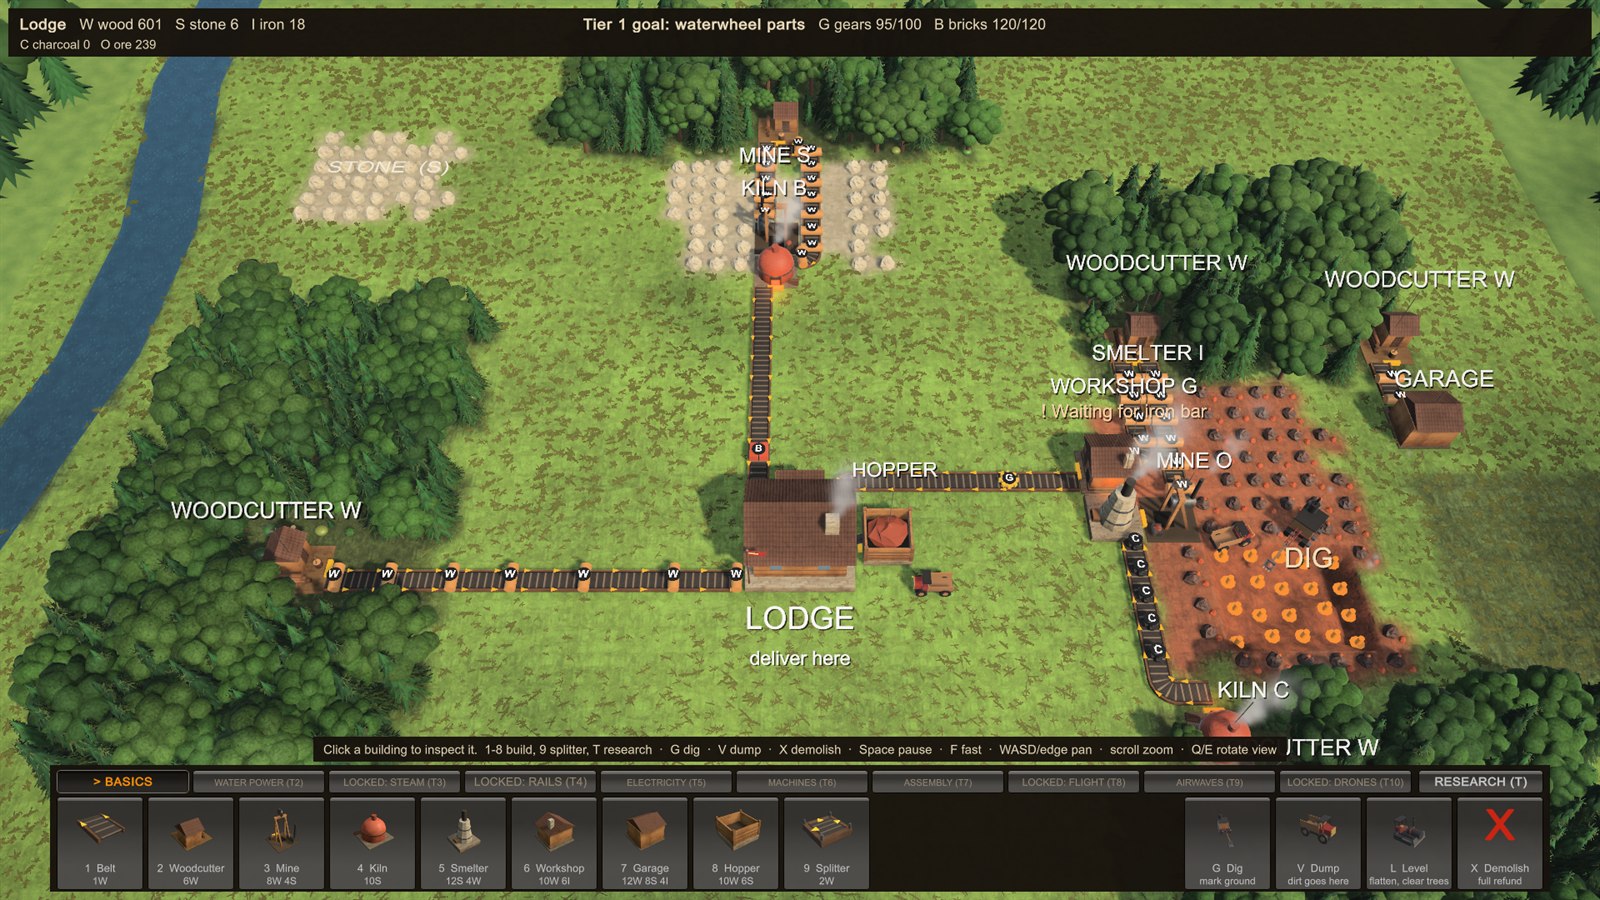 Lodge W wood 601 S stone 6 I iron 18
C charcoal 0 O ore 239
Tier 1 goal: waterwheel parts G gears 95/100 B bricks 120/120
STONE (S)
MINE S
KILN B
WOODCUTTER W
WOODCUTTER W
SMELTER I
GARAGE
WORKSHOP G
! Waiting for iron bar
MINE O
HOPPER
B
G
WOODCUTTER W
W W W W W W W
DIG
C
C
C
C
C
LODGE
deliver here
KILN C
UTTER W
Click a building to inspect it. 1-8 build, 9 splitter, T research · G dig · V dump · X demolish · Space pause · F fast · WASD/edge pan · scroll zoom · Q/E rotate view
> BASICS
WATER POWER (T2)
LOCKED: STEAM (T3)
LOCKED: RAILS (T4)
ELECTRICITY (T5)
MACHINES (T6)
ASSEMBLY (T7)
LOCKED: FLIGHT (T8)
AIRWAVES (T9)
LOCKED: DRONES (T10)
RESEARCH (T)
1 Belt
1W
2 Woodcutter
6W
3 Mine
8W 4S
4 Kiln
10S
5 Smelter
12S 4W
6 Workshop
10W 6I
7 Garage
12W 8S 4I
8 Hopper
10W 6S
9 Splitter
2W
G Dig
mark ground
V Dump
dirt goes here
L Level
flatten, clear trees
X Demolish
full refund